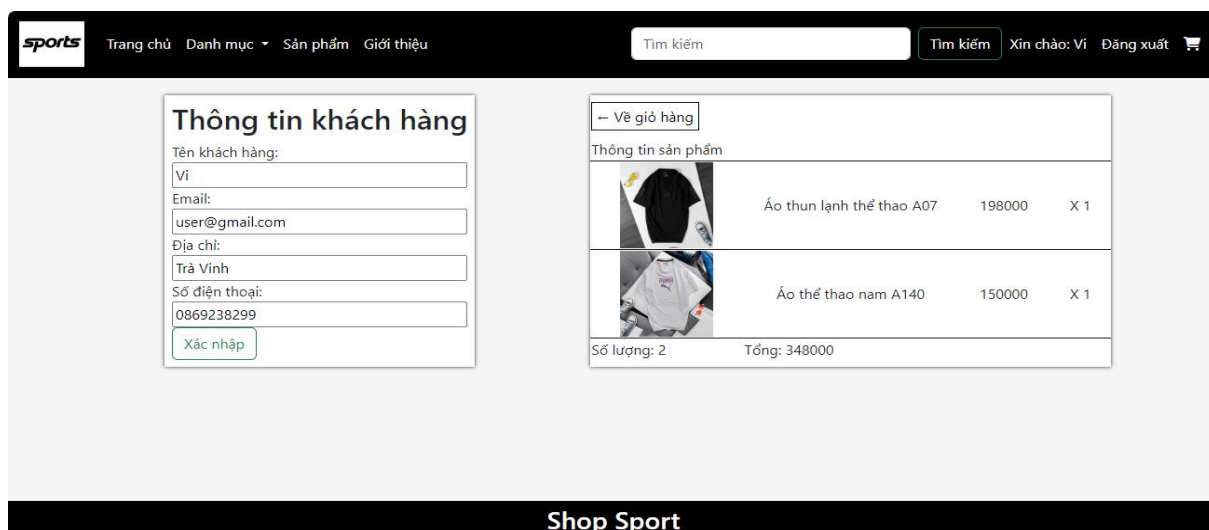 sports Trang chủ Danh mục Sản phẩm Giới thiệu Tìm kiếm Tìm kiếm Xin chào: Vi Đăng xuất
Thông tin khách hàng
Tên khách hàng:
Vi
Email:
user@gmail.com
Địa chỉ:
Trà Vinh
Số điện thoại:
0869238299
Xác nhập
← Về giỏ hàng
Thông tin sản phẩm
Áo thun lạnh thể thao A07 198000 X 1
Áo thể thao nam A140 150000 X 1
Số lượng: 2 Tổng: 348000
Shop Sport